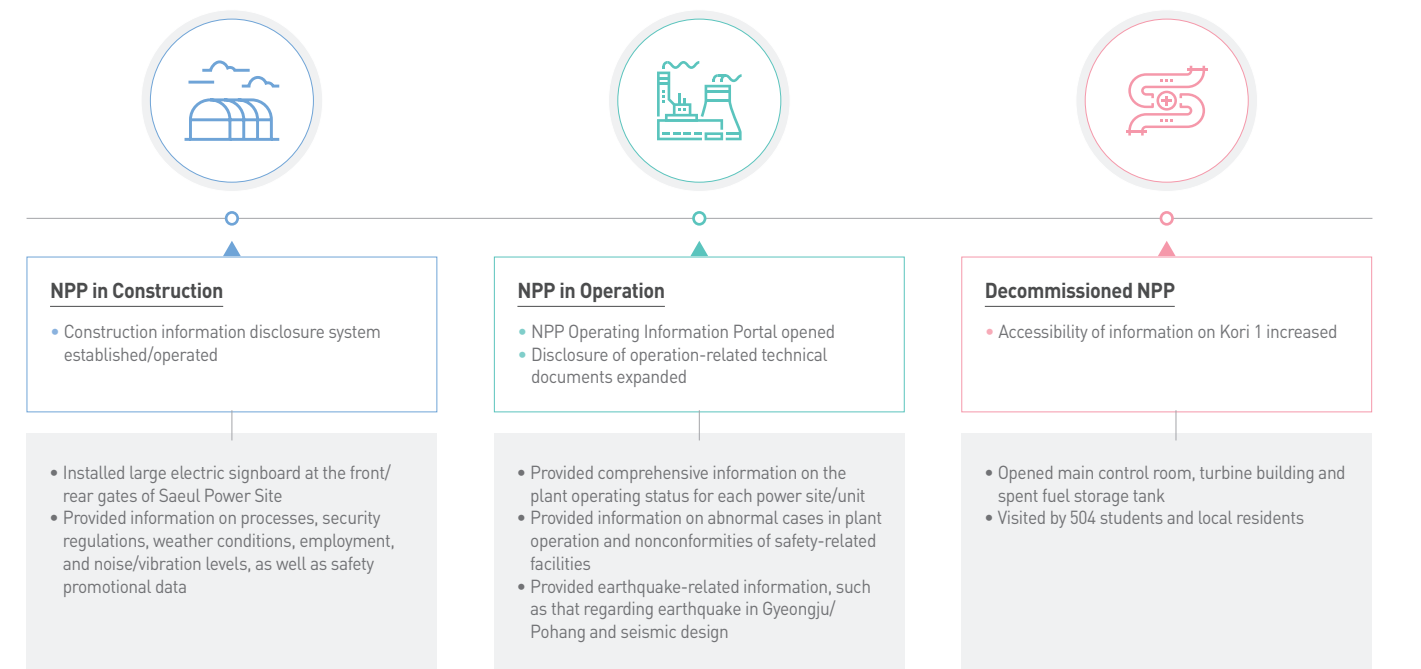 NPP in Construction
• Construction information disclosure system
established/operated
• Installed large electric signboard at the front/
rear gates of Saeul Power Site
• Provided information on processes, security
regulations, weather conditions, employment,
and noise/vibration levels, as well as safety
promotional data
NPP in Operation
• NPP Operating Information Portal opened
• Disclosure of operation-related technical
documents expanded
• Provided comprehensive information on the
plant operating status for each power site/unit
• Provided information on abnormal cases in plant
operation and nonconformities of safety-related
facilities
• Provided earthquake-related information, such
as that regarding earthquake in Gyeongju/
Pohang and seismic design
Decommissioned NPP
• Accessibility of information on Kori 1 increased
• Opened main control room, turbine building and
spent fuel storage tank
• Visited by 504 students and local residents